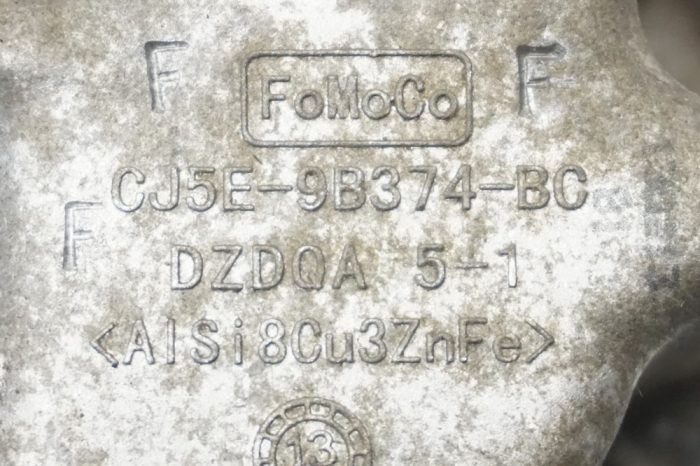 F FoMoCo F
CJ5E-9B374-BC
F
DZDQA 5-1
<AlSi8Cu3ZnFe>
13